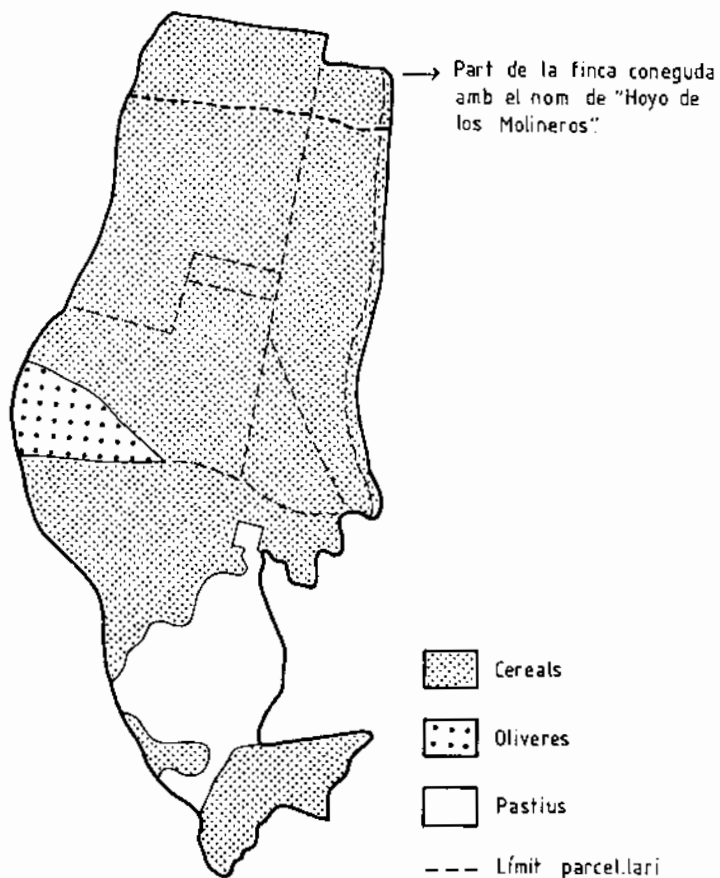 Part de la finca coneguda
amb el nom de "Hoyo de
los Molineros".
Cereals
Oliveres
Pastius
Límit parcel.lari